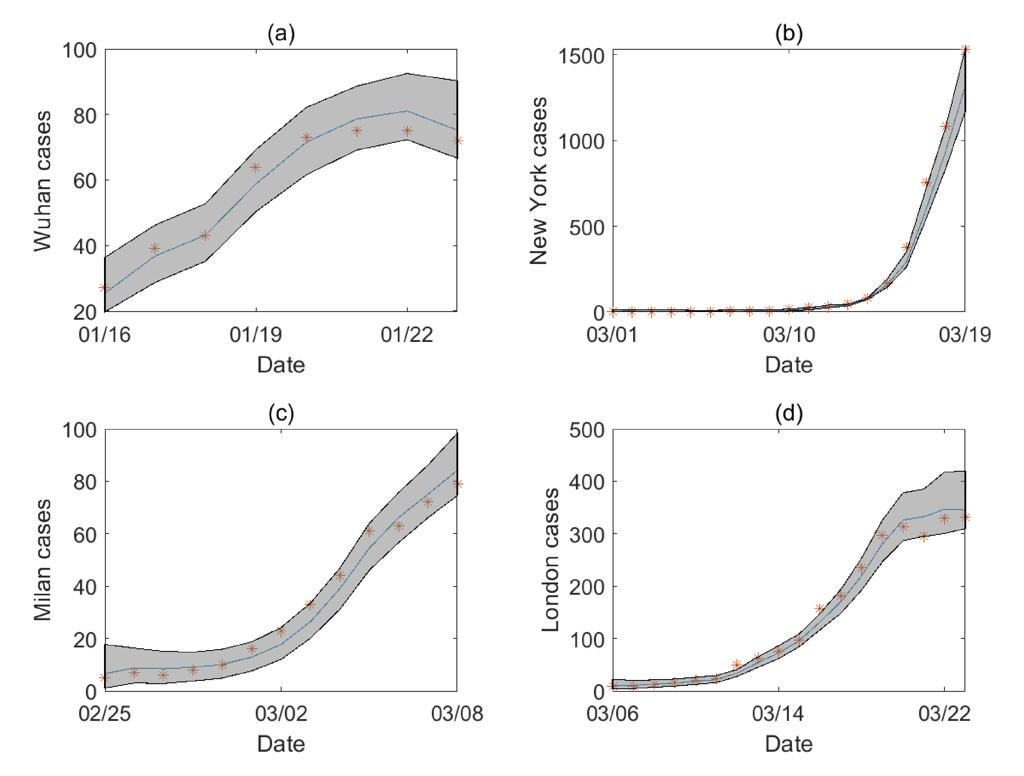 (a)
100
80
60
40
20
Wuhan cases
01/16
01/19
01/22
Date
(b)
1500
1000
500
0
New York cases
03/01
03/10
03/19
Date
(c)
100
80
60
40
20
0
Milan cases
02/25
03/02
03/08
Date
(d)
500
400
300
200
100
0
London cases
03/06
03/14
03/22
Date